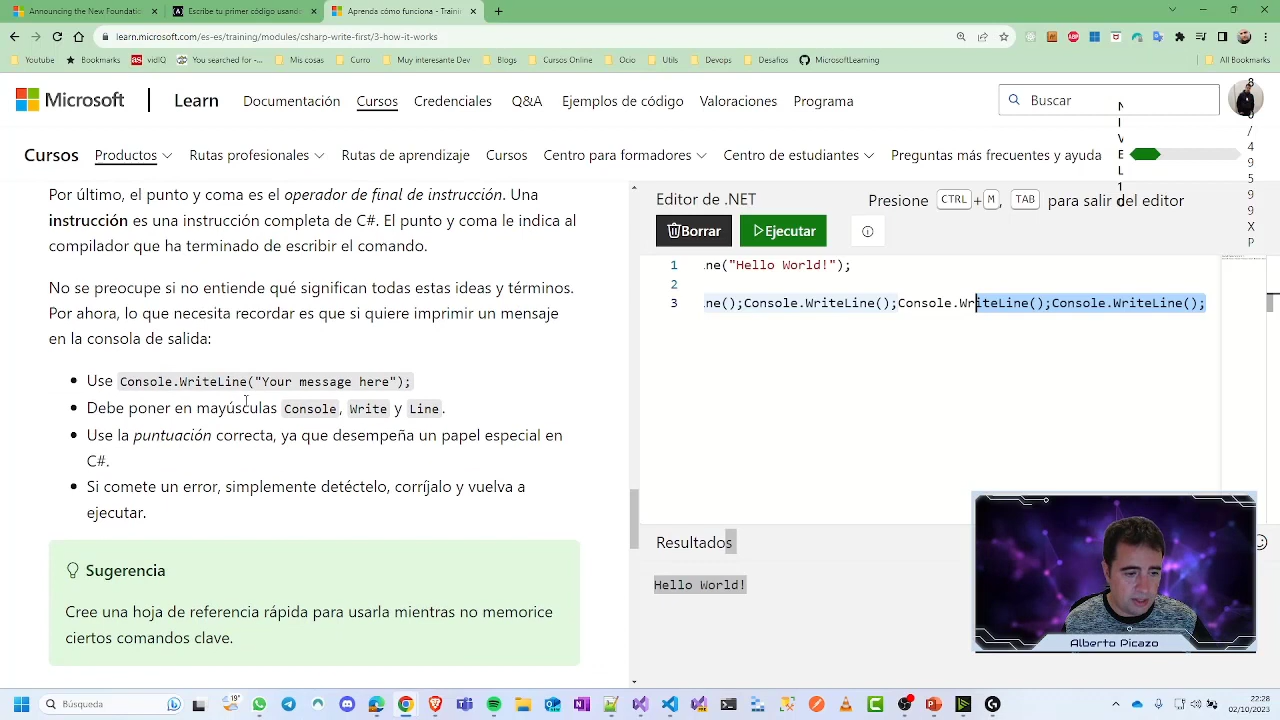 Announcing the New Foundatio
Escribe tu primer código usando
Aprenda cómo funciona - Trainin
learn.microsoft.com/es-es/training/modules/csharp-write-first/3-how-it-works
Youtube
Bookmarks
vidIQ
You searched for -...
Mis cosas
Curro
Muy interesante Dev
Blogs
Cursos Online
Ocio
Utils
Devops
Desafios
MicrosoftLearning
All Bookmarks
Microsoft
Learn
Documentación
Cursos
Credenciales
Q&A
Ejemplos de código
Valoraciones
Programa
Buscar
Cursos
Productos
Rutas profesionales
Rutas de aprendizaje
Cursos
Centro para formadores
Centro de estudiantes
Preguntas más frecuentes y ayuda
Por último, el punto y coma es el operador de final de instrucción. Una
instrucción es una instrucción completa de C#. El punto y coma le indica al
compilador que ha terminado de escribir el comando.
No se preocupe si no entiende qué significan todas estas ideas y términos.
Por ahora, lo que necesita recordar es que si quiere imprimir un mensaje
en la consola de salida:
Use Console.WriteLine("Your message here");
Debe poner en mayúsculas Console, Write y Line.
Use la puntuación correcta, ya que desempeña un papel especial en
C#.
Si comete un error, simplemente detéctelo, corríjalo y vuelva a
ejecutar.
Sugerencia
Cree una hoja de referencia rápida para usarla mientras no memorice
ciertos comandos clave.
Editor de .NET
Presione CTRL + M, TAB para salir del editor
Borrar
Ejecutar
1 ne("Hello World!");
2
3 ne();Console.WriteLine();Console.WriteLine();Console.WriteLine();
Resultados
Hello World!
Alberto Picazo
Búsqueda
19°
22:28
02/10/2023